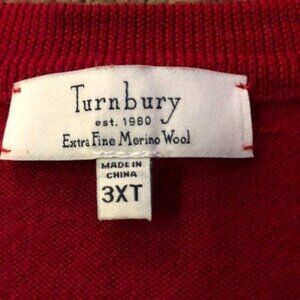 Turnbury
est. 1980
Extra Fine Merino Wool
MADE IN
CHINA
3XT